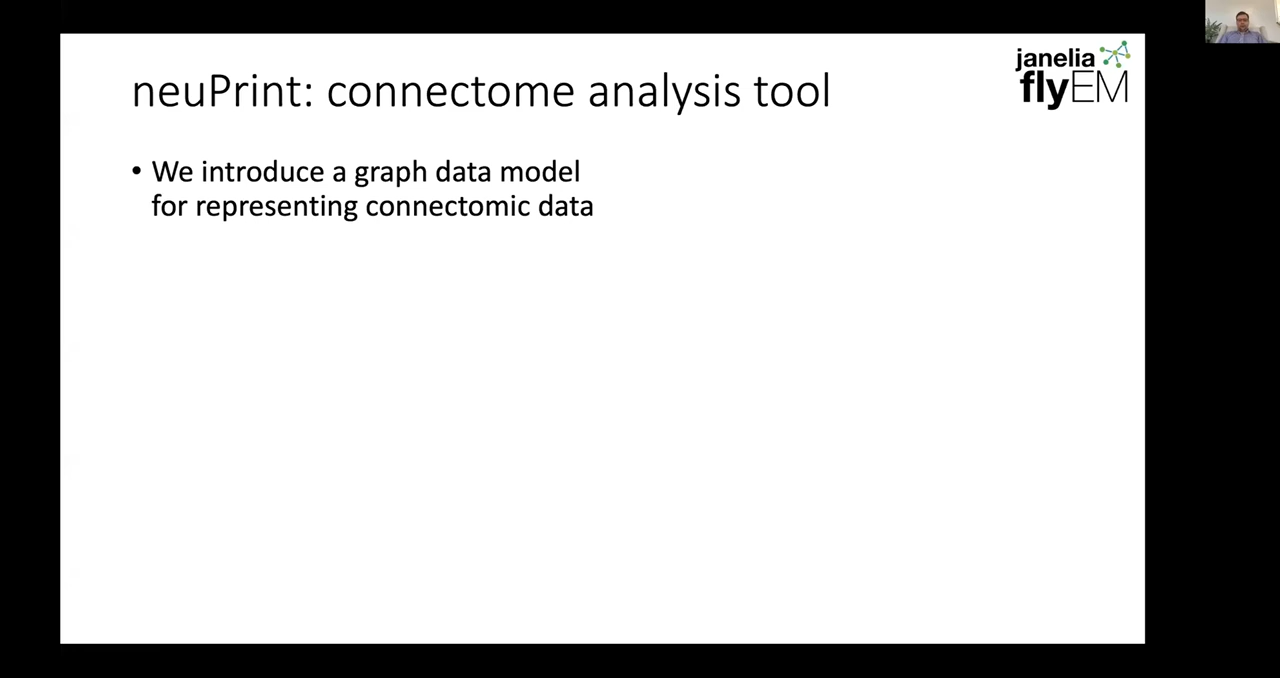 neuPrint: connectome analysis tool
janelia
flyEM
• We introduce a graph data model
for representing connectomic data